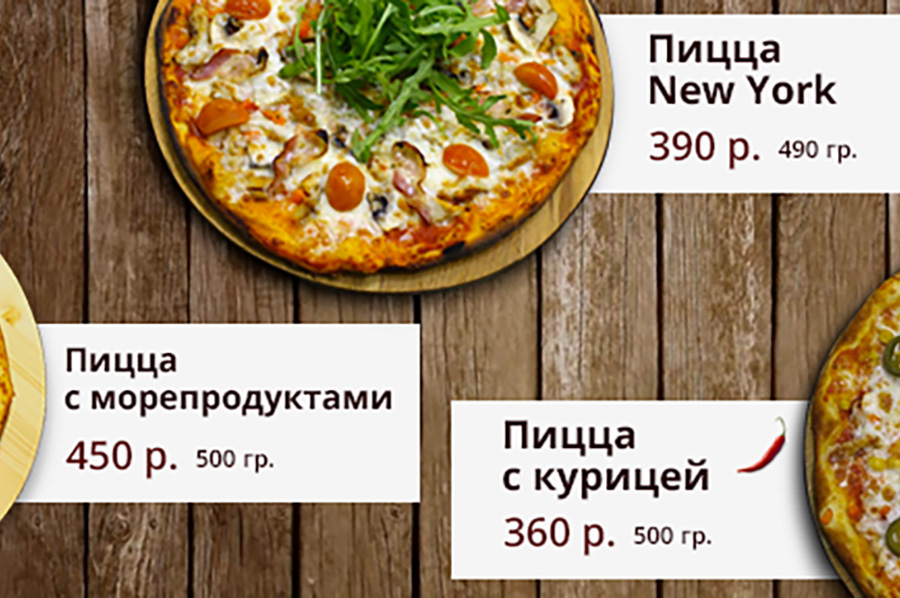 Пицца
New York
390 р. 490 гр.
Пицца
с морепродуктами
450 р. 500 гр.
Пицца
с курицей
360 р. 500 гр.